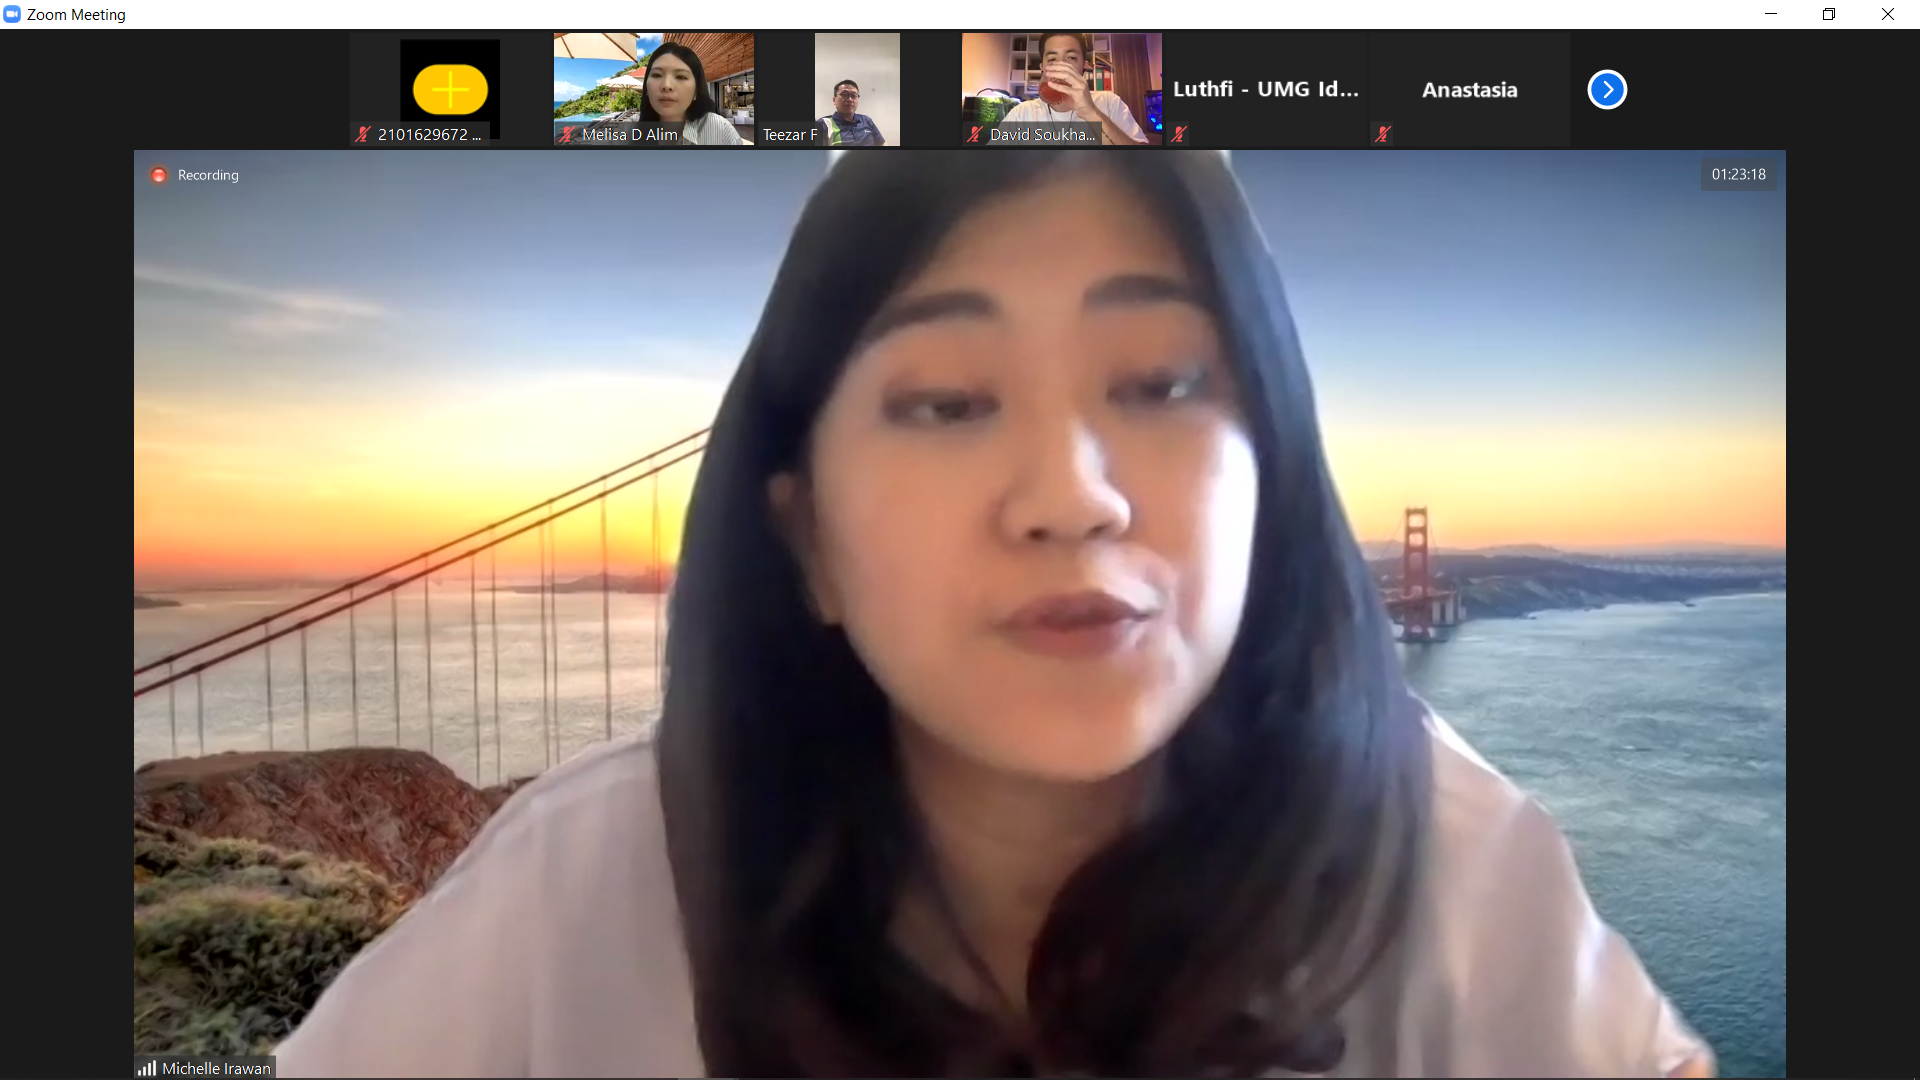 Zoom Meeting
2101629672 ...
Melisa D Alim
Teezar F
David Soukha...
Luthfi - UMG Id...
Anastasia
Recording
01:23:18
Michelle Irawan